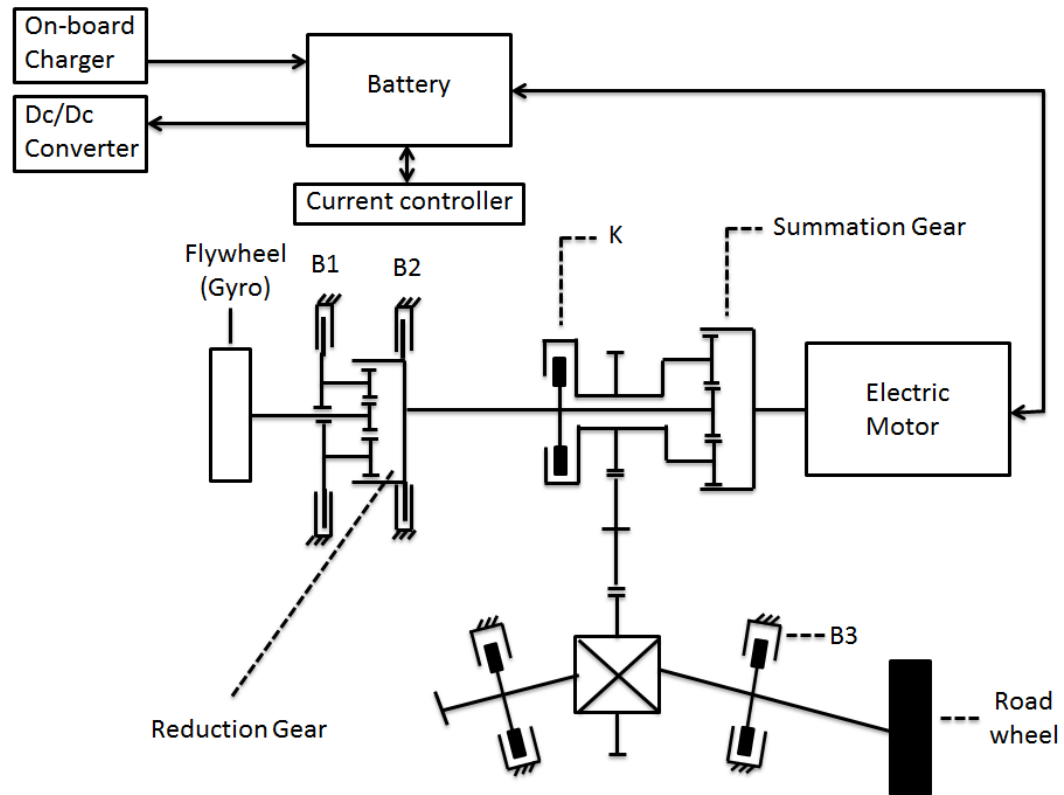 On-board
Charger
Battery
Dc/Dc
Converter
Current controller
K
Summation Gear
Flywheel
(Gyro)
B1
B2
Electric
Motor
B3
Reduction Gear
Road
wheel